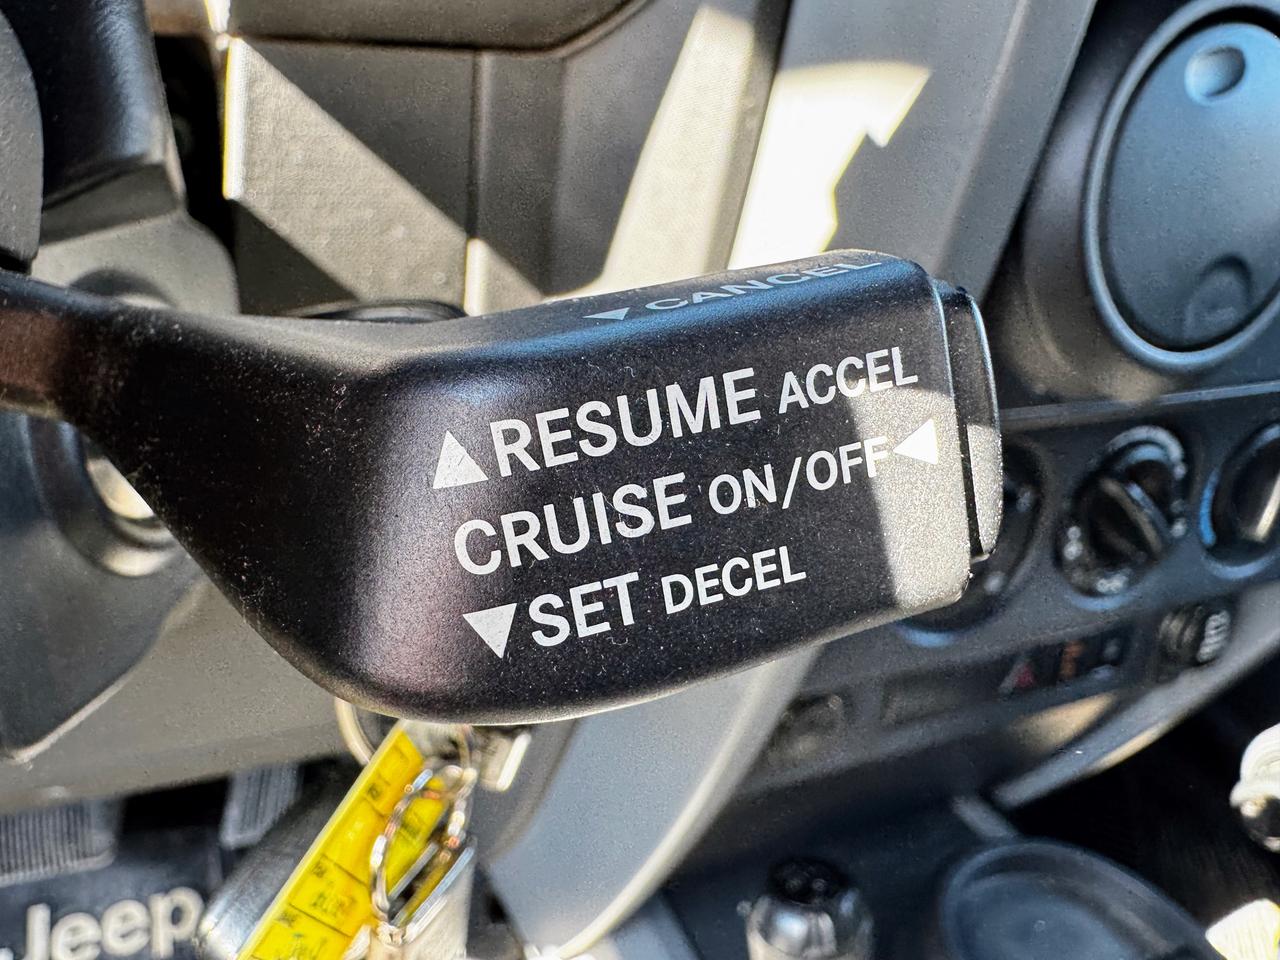 CANCEL
RESUME ACCEL
CRUISE ON/OFF
SET DECEL
Jeep